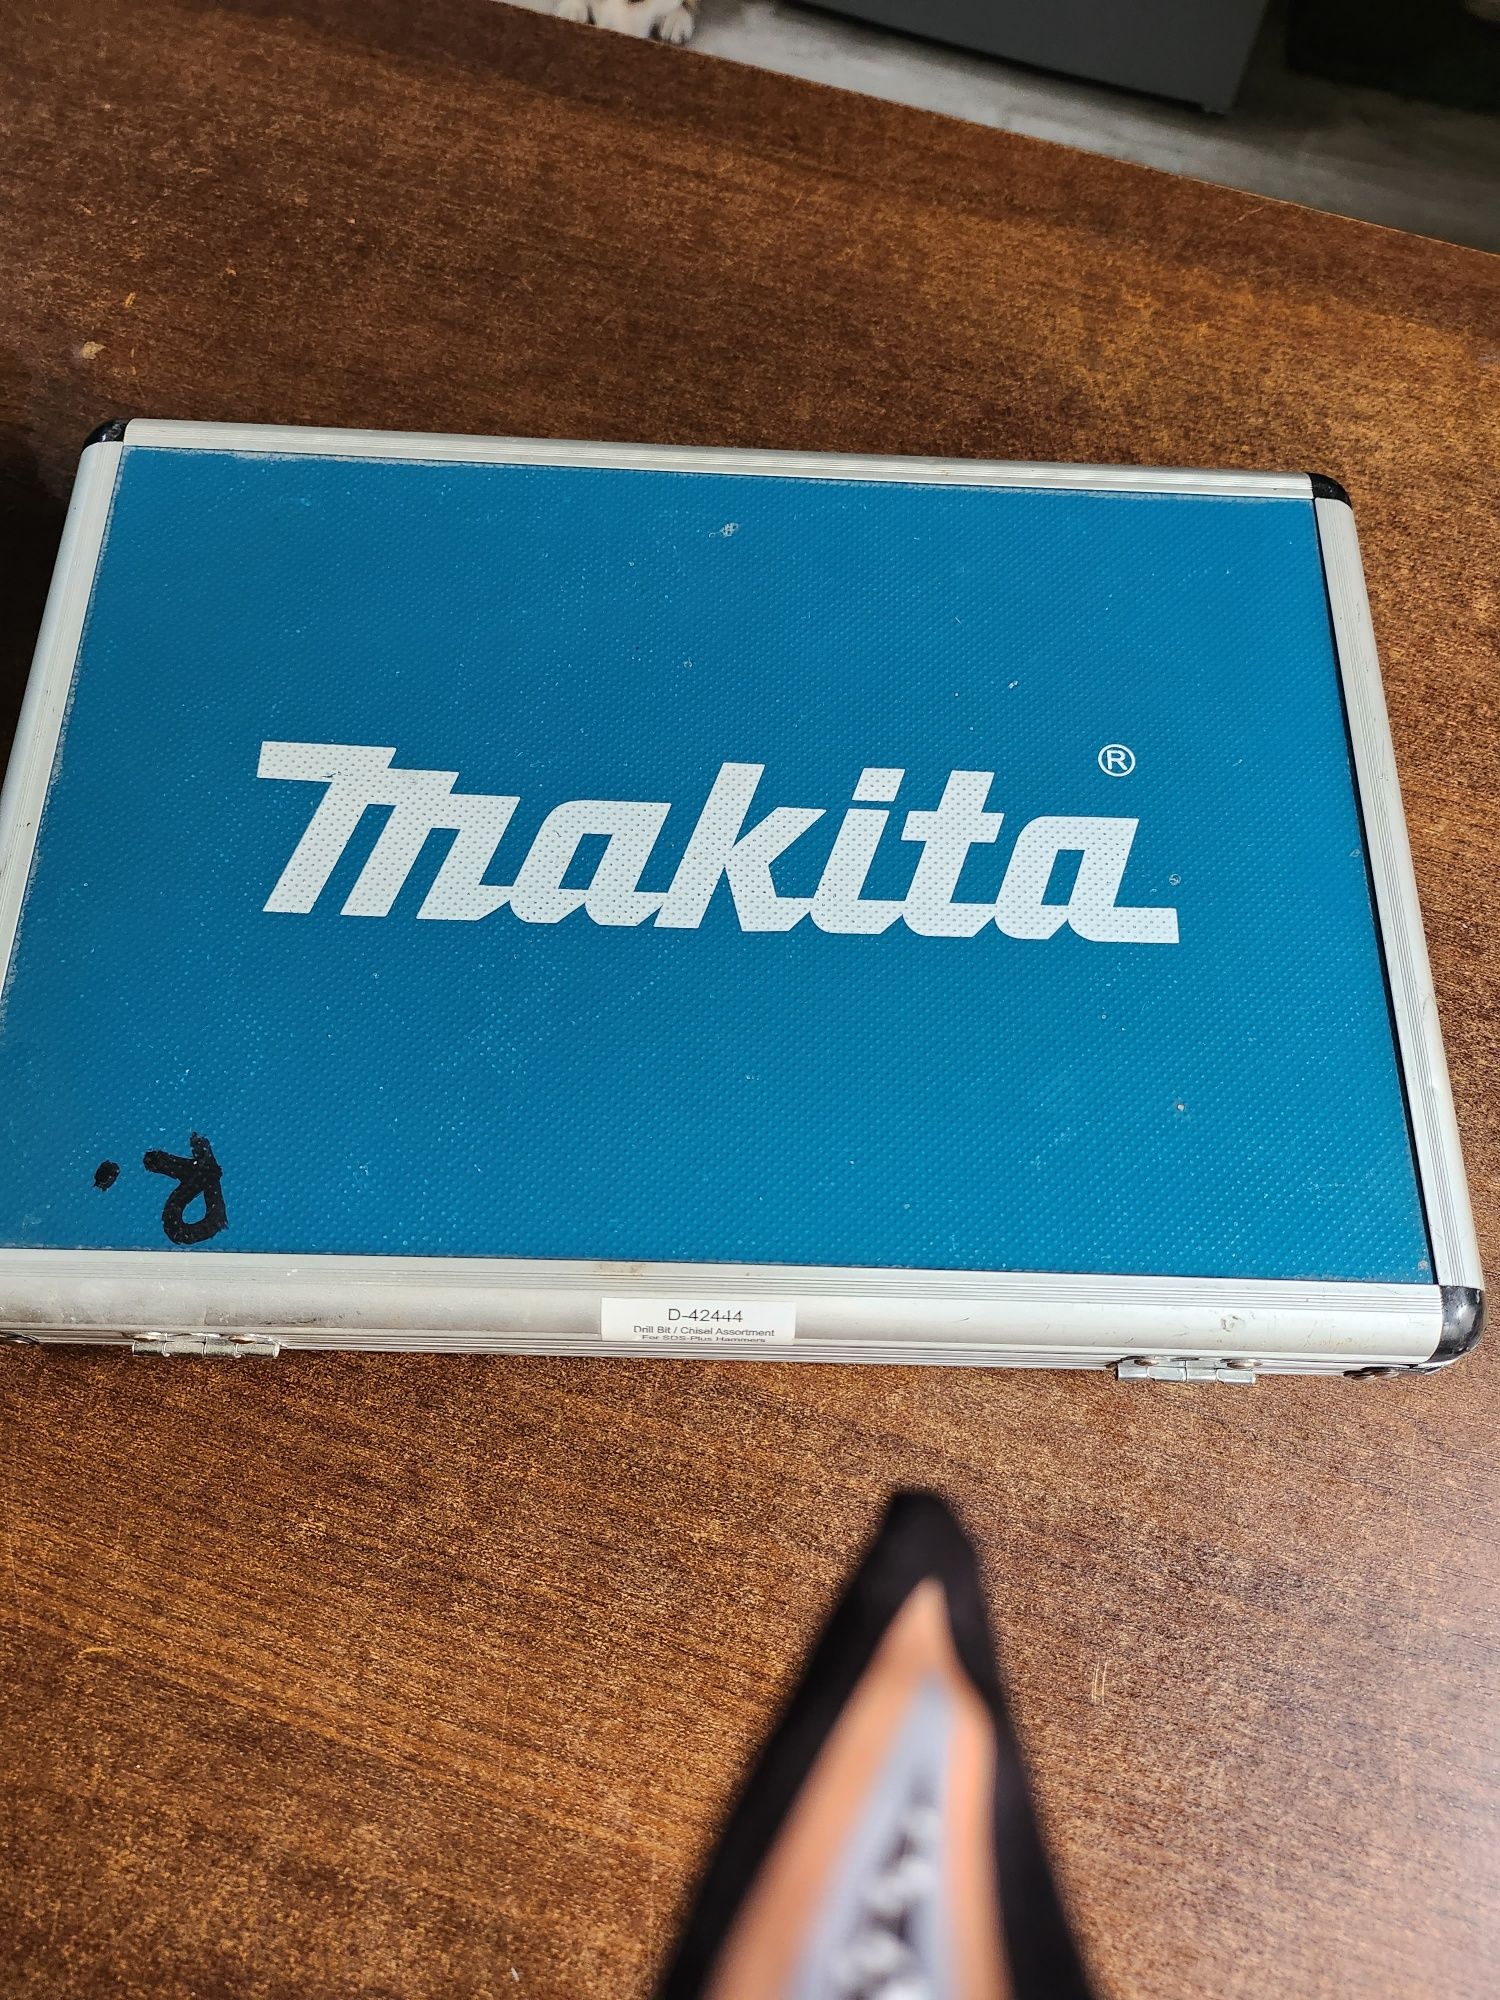 makita®
D-42444
Drill Bit / Chisel Assortment
For SDS-Plus Hammers